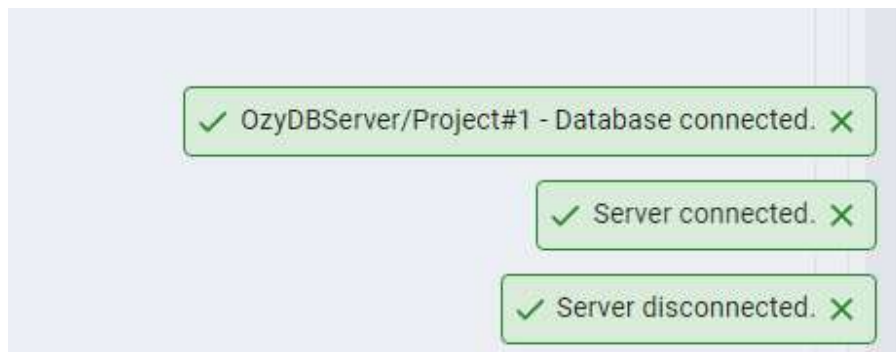 OzyDBServer/Project#1 - Database connected.
Server connected.
Server disconnected.